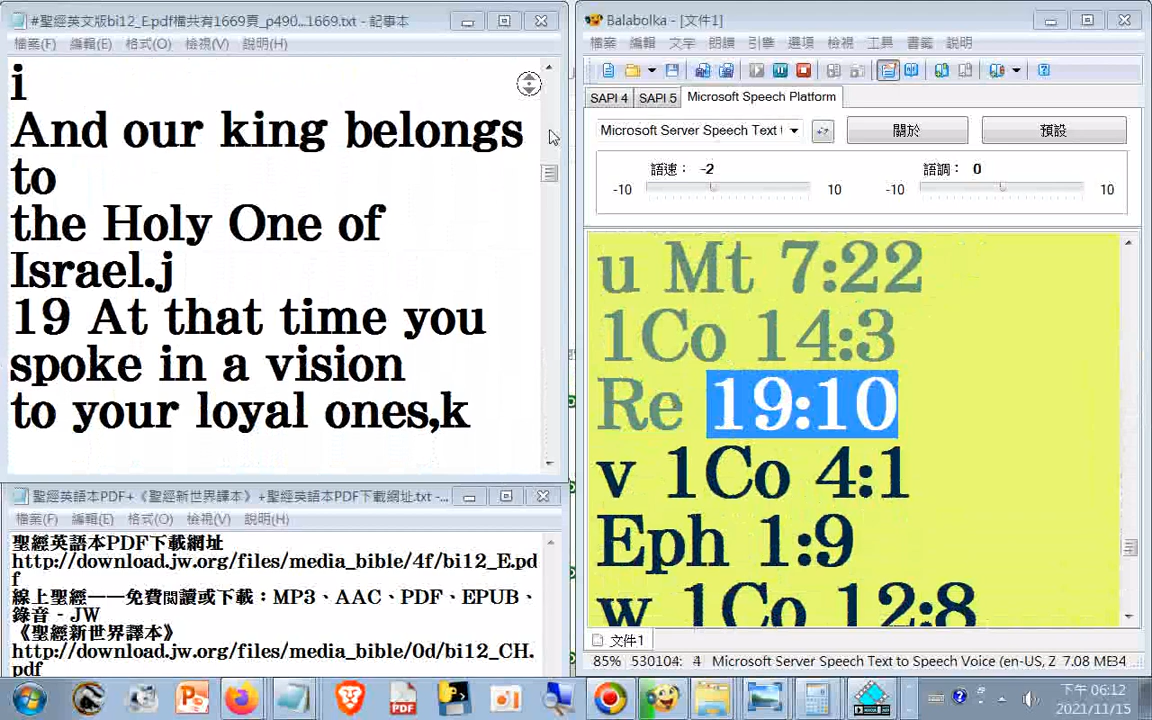 #聖經英文版bi12_E.pdf檔共有1669頁_p490...1669.txt - 記事本
檔案(F) 編輯(E) 格式(O) 檢視(V) 說明(H)
i
And our king belongs
to
the Holy One of
Israel.j
19 At that time you
spoke in a vision
to your loyal ones,k
聖經英語本PDF+《聖經新世界譯本》+聖經英語本PDF下載網址.txt -...
檔案(F) 編輯(E) 格式(O) 檢視(V) 說明(H)
聖經英語本PDF下載網址
http://download.jw.org/files/media_bible/4f/bi12_E.pd
f
線上聖經——免費閱讀或下載：MP3、AAC、PDF、EPUB、
錄音 - JW
《聖經新世界譯本》
http://download.jw.org/files/media_bible/0d/bi12_CH.
pdf
Balabolka - [文件1]
檔案 編輯 文字 朗讀 引擎 選項 檢視 工具 書籤 說明
SAPI 4 SAPI 5 Microsoft Speech Platform
Microsoft Server Speech Text 關於 預設
語速： -2 語調： 0
-10 10 -10 10
u Mt 7:22
1Co 14:3
Re 19:10
v 1Co 4:1
Eph 1:9
w 1Co 12:8
文件1
85% 530104: 4 Microsoft Server Speech Text to Speech Voice (en-US, Z 7.08 ME34
下午 06:12
2021/11/15